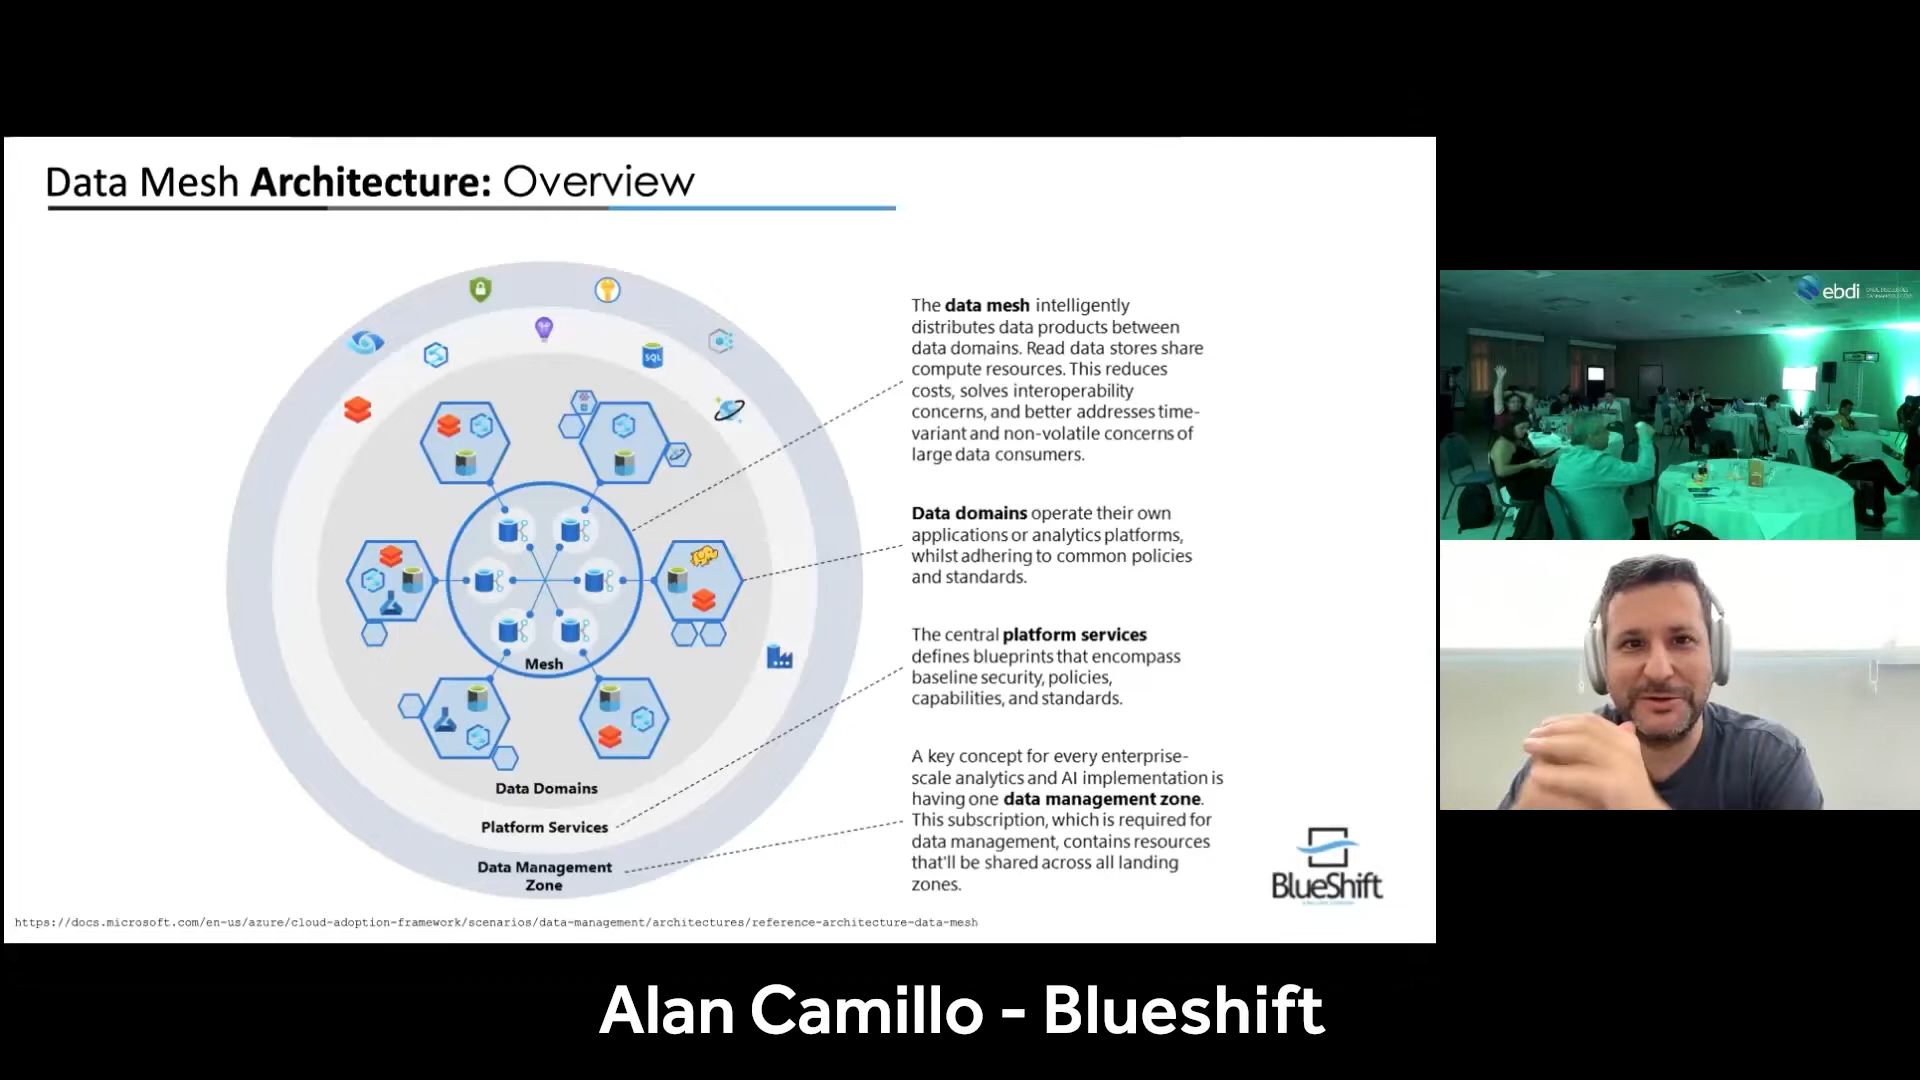 Data Mesh Architecture: Overview
SQL
Mesh
Data Domains
Platform Services
Data Management
Zone
The data mesh intelligently
distributes data products between
data domains. Read data stores share
compute resources. This reduces
costs, solves interoperability
concerns, and better addresses time-
variant and non-volatile concerns of
large data consumers.
Data domains operate their own
applications or analytics platforms,
whilst adhering to common policies
and standards.
The central platform services
defines blueprints that encompass
baseline security, policies,
capabilities, and standards.
A key concept for every enterprise-
scale analytics and AI implementation is
having one data management zone.
This subscription, which is required for
data management, contains resources
that'll be shared across all landing
zones.
BlueShift
https://docs.microsoft.com/en-us/azure/cloud-adoption-framework/scenarios/data-management/architectures/reference-architecture-data-mesh
ebdi
Alan Camillo - Blueshift